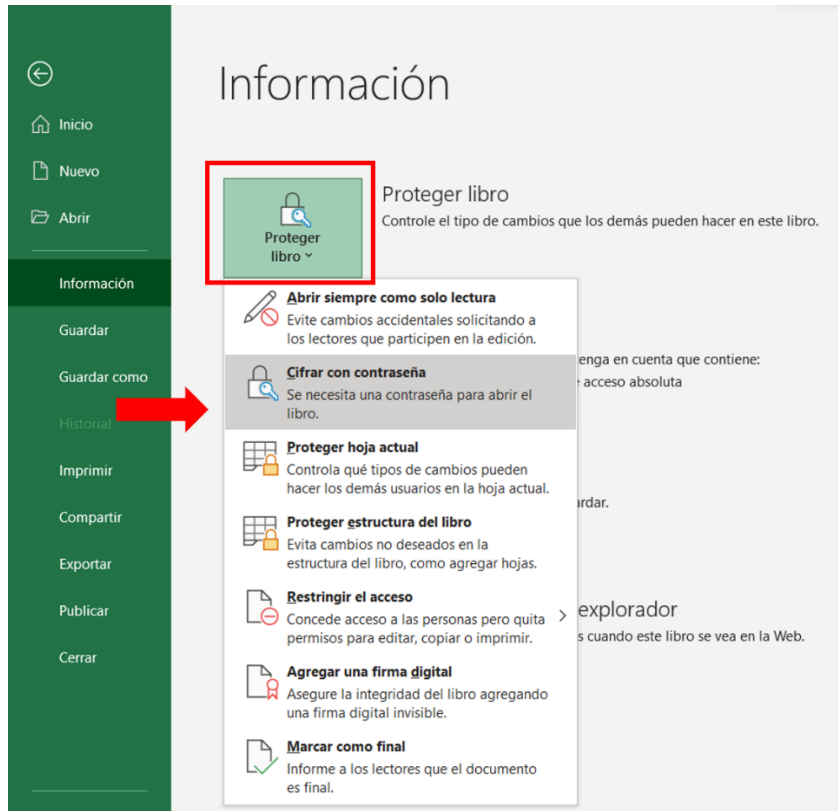 Información
Inicio
Nuevo
Abrir
Información
Guardar
Guardar como
Historial
Imprimir
Compartir
Exportar
Publicar
Cerrar
Proteger
libro
Proteger libro
Controle el tipo de cambios que los demás pueden hacer en este libro.
Abrir siempre como solo lectura
Evite cambios accidentales solicitando a
los lectores que participen en la edición.
Cifrar con contraseña
Se necesita una contraseña para abrir el
libro.
Proteger hoja actual
Controla qué tipos de cambios pueden
hacer los demás usuarios en la hoja actual.
Proteger estructura del libro
Evita cambios no deseados en la
estructura del libro, como agregar hojas.
Restringir el acceso
Concede acceso a las personas pero quita
permisos para editar, copiar o imprimir.
Agregar una firma digital
Asegure la integridad del libro agregando
una firma digital invisible.
Marcar como final
Informe a los lectores que el documento
es final.
enga en cuenta que contiene:
acceso absoluta
rdar.
explorador
s cuando este libro se vea en la Web.